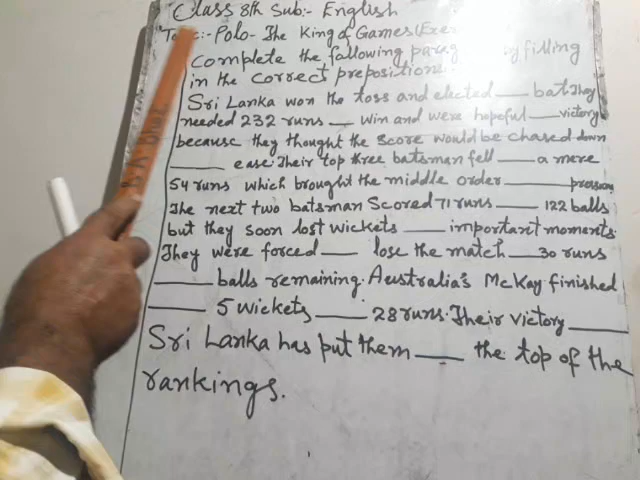 Class 8th Sub:- English
Topic:- Polo- The King of Games (Exer
Complete the following parag by filling
in the correct prepositions.
Sri Lanka won the toss and elected ___ bat. They
needed 232 runs ___ win and were hopeful ___ victory
because they thought the score would be chased down
___ ease. Their top three batsman fell ___ a mere
54 runs which brought the middle order ___
The next two batsman Scored 71 runs ___ 122 balls
but they soon lost wickets ___ important moments.
They were forced ___ lose the match ___ 30 runs
___ balls remaining. Australia's McKay finished
___ 5 wickets ___ 28 runs. Their victory ___
Sri Lanka has put them ___ the top of the
rankings.